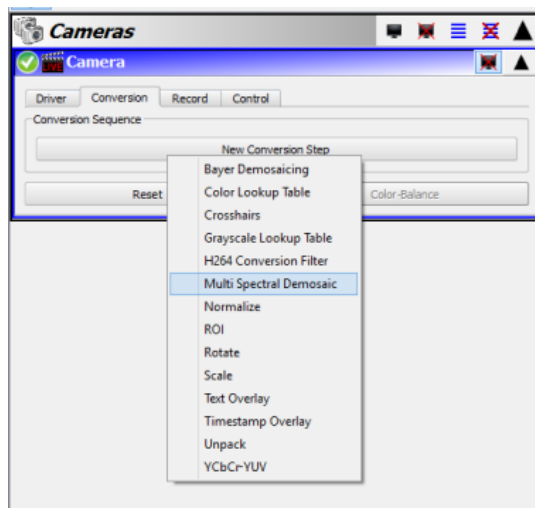 Cameras
LIVE Camera
Driver Conversion Record Control
Conversion Sequence
New Conversion Step
Reset Color-Balance
Bayer Demosaicing
Color Lookup Table
Crosshairs
Grayscale Lookup Table
H264 Conversion Filter
Multi Spectral Demosaic
Normalize
ROI
Rotate
Scale
Text Overlay
Timestamp Overlay
Unpack
YCbCr-YUV